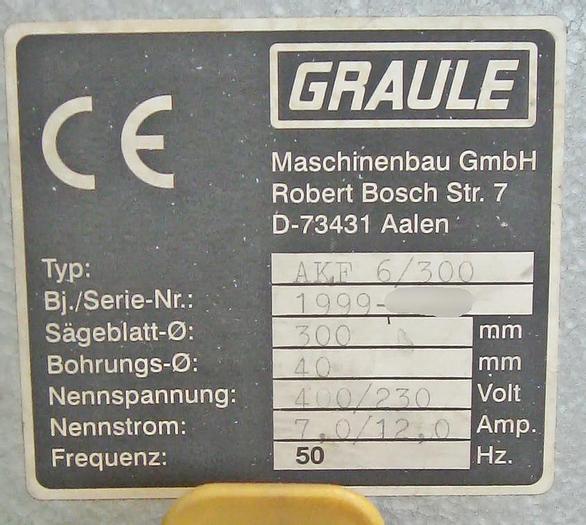 CE
GRAULE
Maschinenbau GmbH
Robert Bosch Str. 7
D-73431 Aalen
Typ: AKF 6/300
Bj./Serie-Nr.: 1999-
Sägeblatt-Ø: 300 mm
Bohrungs-Ø: 40 mm
Nennspannung: 400/230 Volt
Nennstrom: 7,0/12,0 Amp.
Frequenz: 50 Hz.